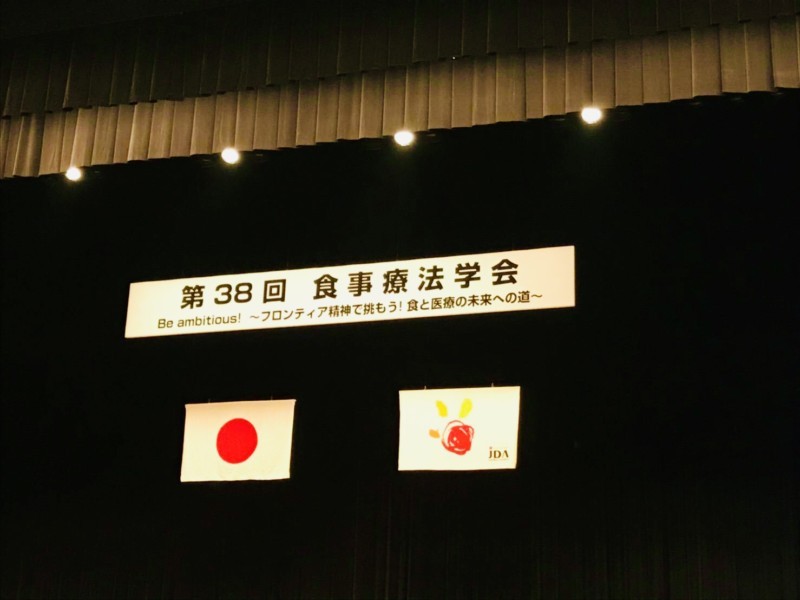 第38回 食事療法学会
Be ambitious! ～フロンティア精神で挑もう! 食と医療の未来への道～
JDA